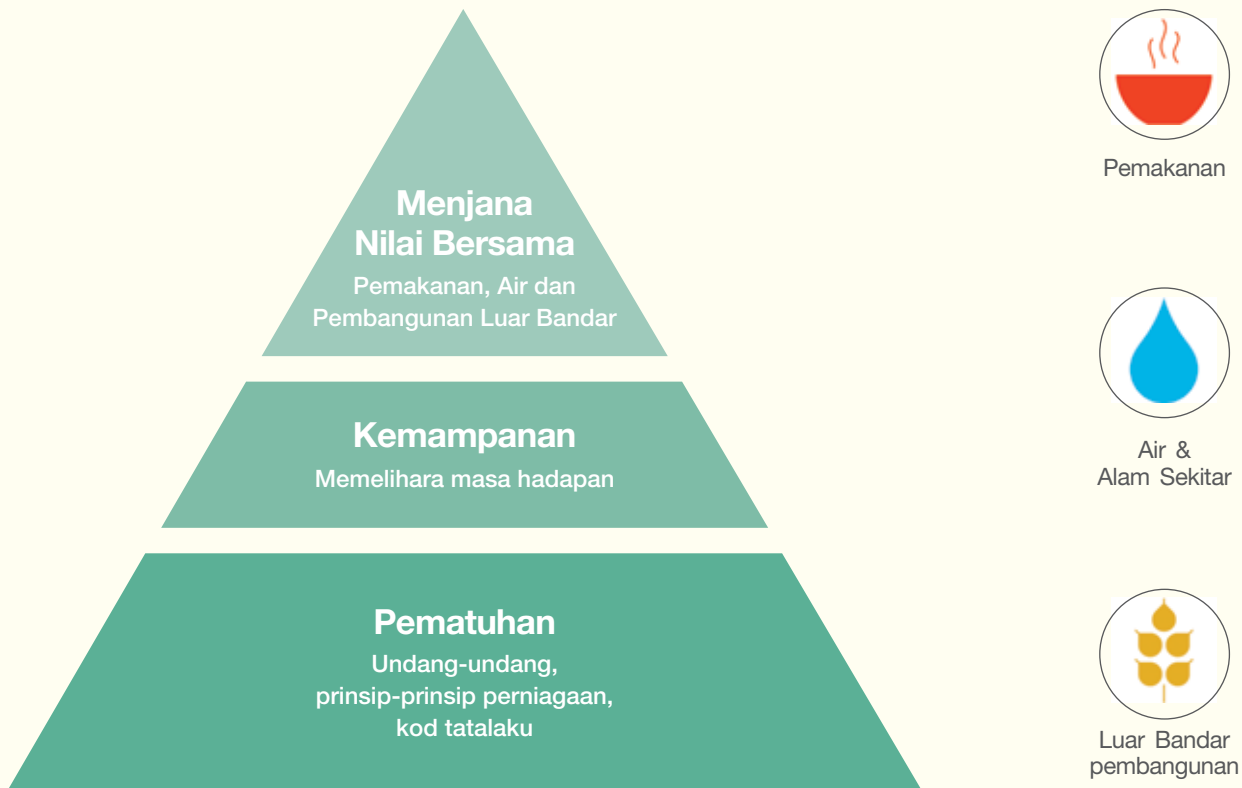 Menjana
Nilai Bersama
Pemakanan, Air dan
Pembangunan Luar Bandar
Kemampanan
Memelihara masa hadapan
Pematuhan
Undang-undang,
prinsip-prinsip perniagaan,
kod tatalaku
Pemakanan
Air &
Alam Sekitar
Luar Bandar
pembangunan